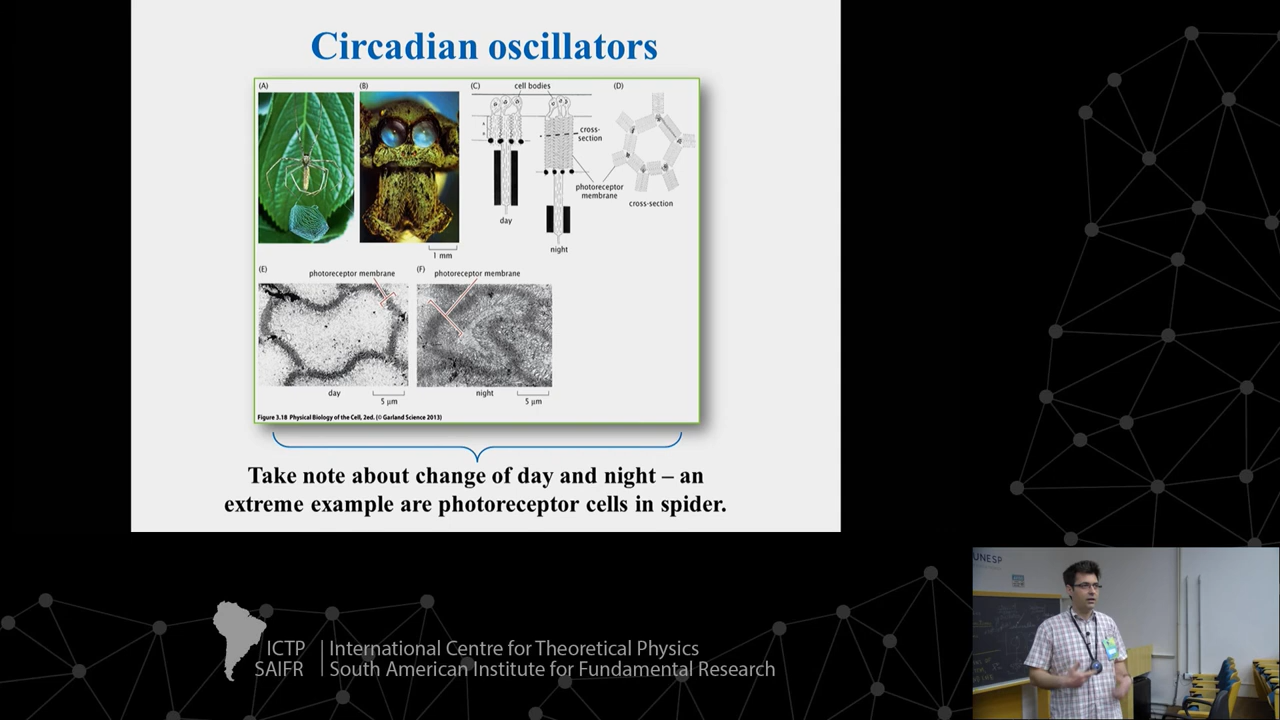 Circadian oscillators
(A)
(B)
(C)
cell bodies
(D)
cross-
section
photoreceptor
membrane
cross-section
day
night
1 mm
(E)
photoreceptor membrane
(F)
photoreceptor membrane
day
5 μm
night
5 μm
Figure 3.18 Physical Biology of the Cell, 2ed. (© Garland Science 2013)
Take note about change of day and night – an
extreme example are photoreceptor cells in spider.
UNESP
ICTP
SAIFR
International Centre for Theoretical Physics
South American Institute for Fundamental Research